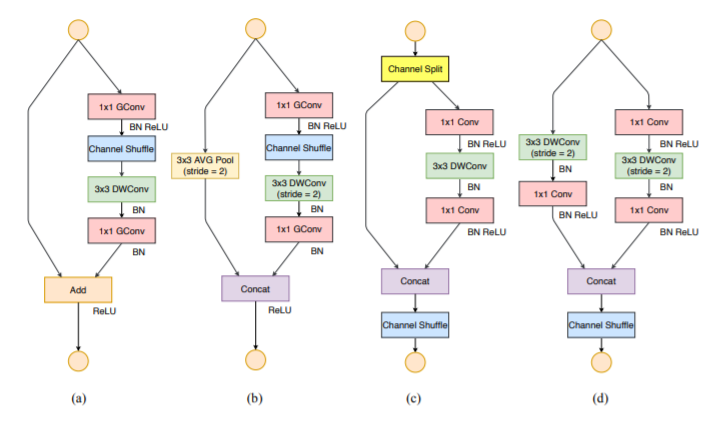 1x1 GConv
BN ReLU
Channel Shuffle
3x3 DWConv
BN
1x1 GConv
BN
Add
ReLU
(a)
1x1 GConv
BN ReLU
Channel Shuffle
3x3 AVG Pool
(stride = 2)
3x3 DWConv
(stride = 2)
BN
1x1 GConv
BN
Concat
ReLU
(b)
Channel Split
1x1 Conv
BN ReLU
3x3 DWConv
BN
1x1 Conv
BN ReLU
Concat
Channel Shuffle
(c)
3x3 DWConv
(stride = 2)
BN
1x1 Conv
BN ReLU
1x1 Conv
BN ReLU
3x3 DWConv
(stride = 2)
BN
1x1 Conv
BN ReLU
Concat
Channel Shuffle
(d)